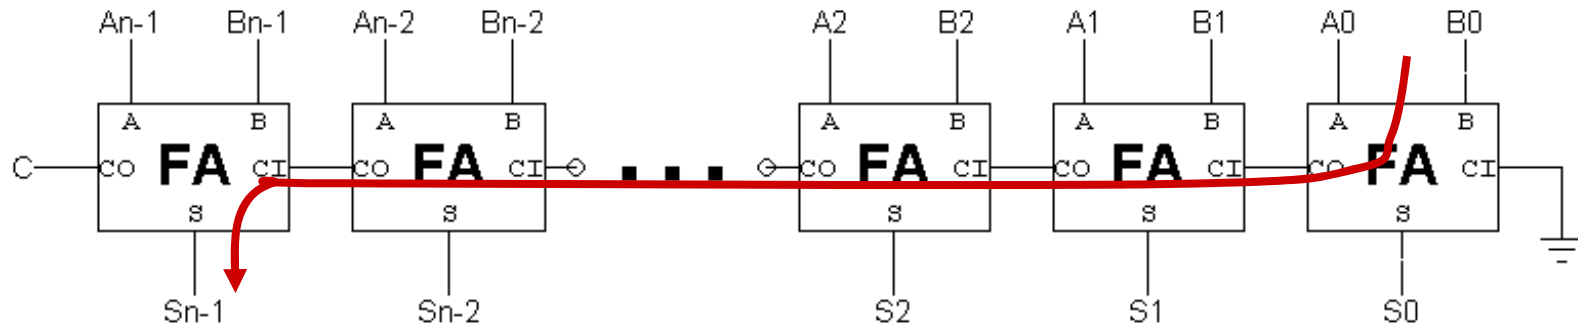 An-1 Bn-1 An-2 Bn-2 A2 B2 A1 B1 A0 B0
A B A B A B A B A B
C CO FA CI CO FA CI ... CO FA CI CO FA CI CO FA CI
S S S S S
Sn-1 Sn-2 S2 S1 S0